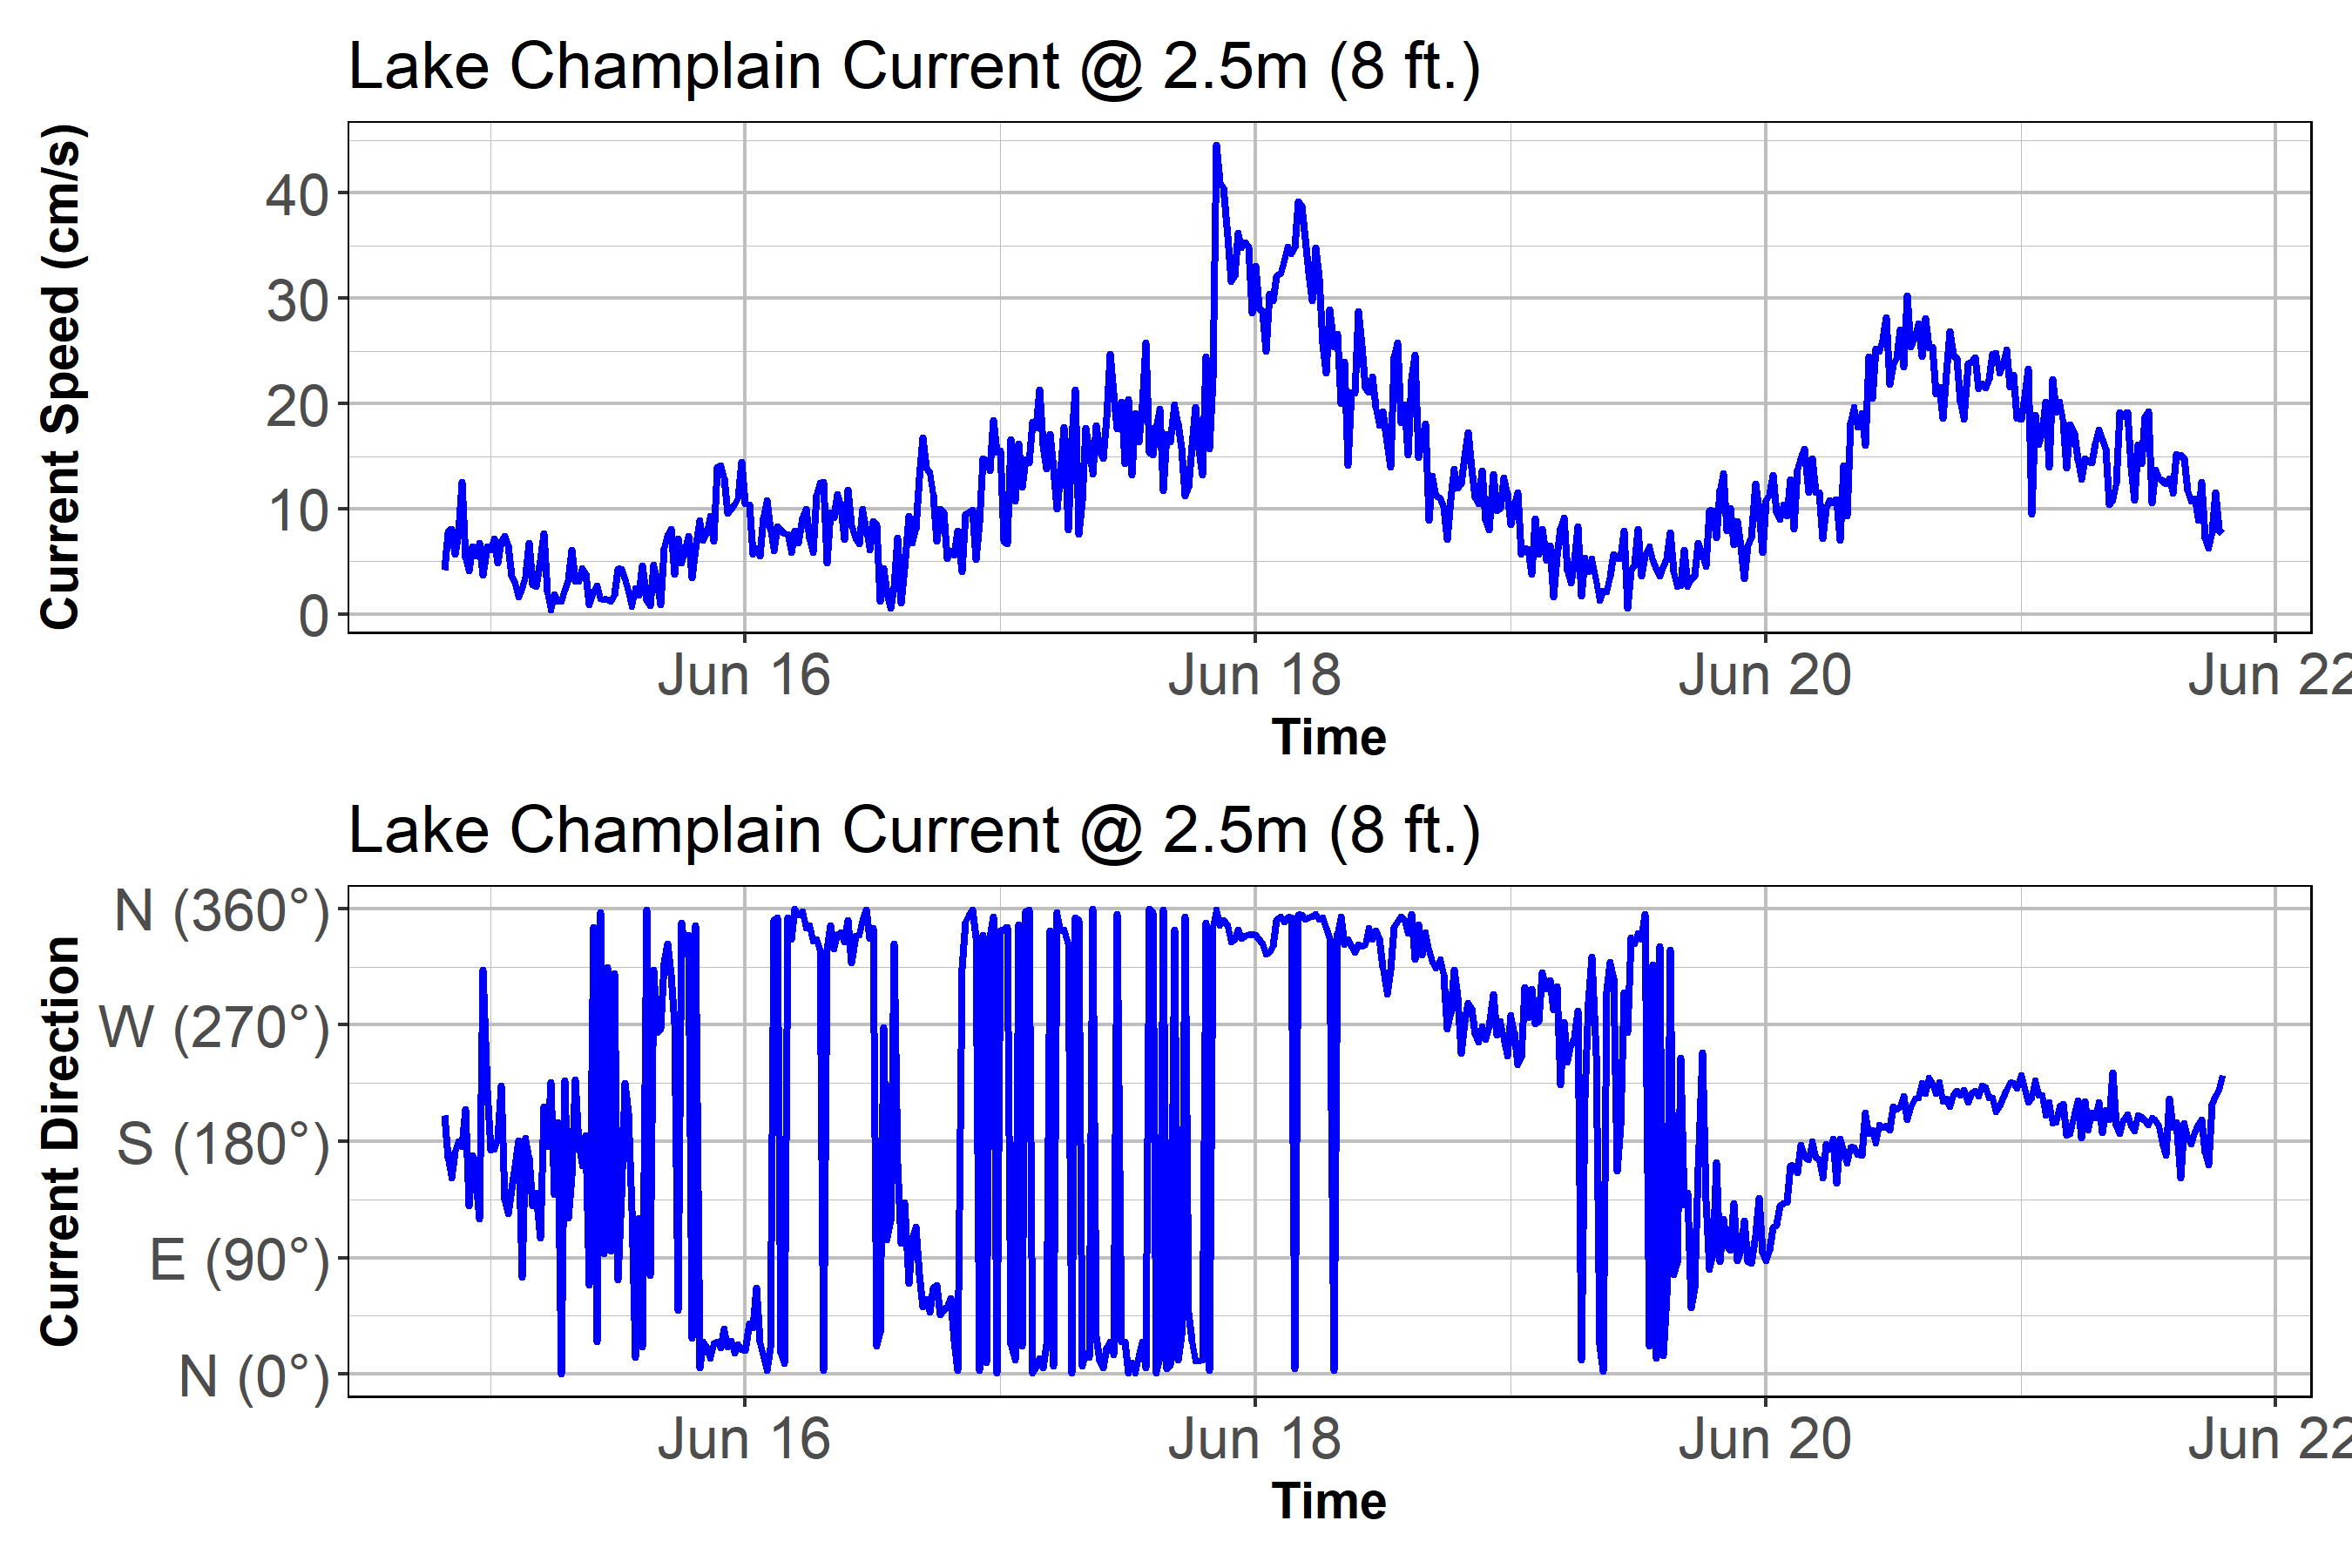 Lake Champlain Current @ 2.5m (8 ft.)
Current Speed (cm/s)
40
30
20
10
0
Jun 16
Jun 18
Jun 20
Jun 22
Time
Lake Champlain Current @ 2.5m (8 ft.)
Current Direction
N (360°)
W (270°)
S (180°)
E (90°)
N (0°)
Jun 16
Jun 18
Jun 20
Jun 22
Time